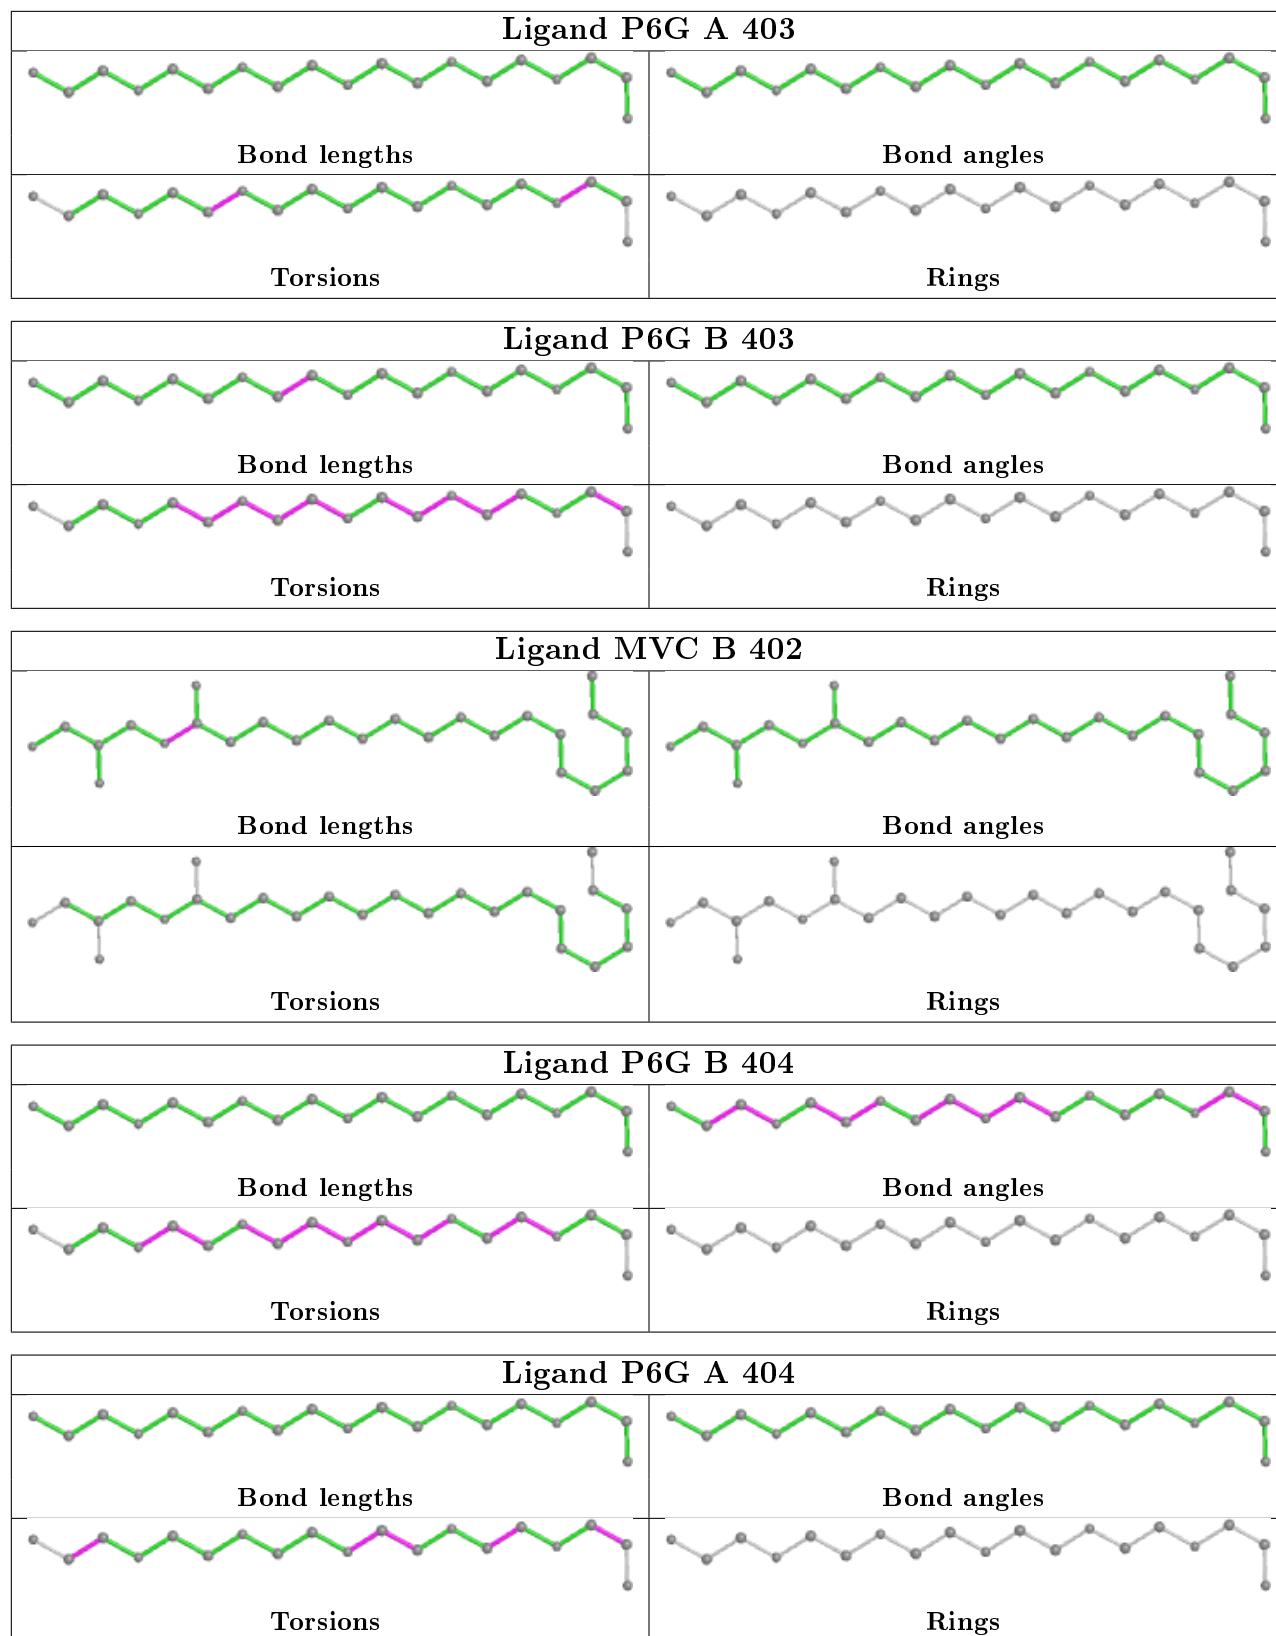 Ligand P6G A 403
Bond lengths
Bond angles
Torsions
Rings
Ligand P6G B 403
Bond lengths
Bond angles
Torsions
Rings
Ligand MVC B 402
Bond lengths
Bond angles
Torsions
Rings
Ligand P6G B 404
Bond lengths
Bond angles
Torsions
Rings
Ligand P6G A 404
Bond lengths
Bond angles
Torsions
Rings